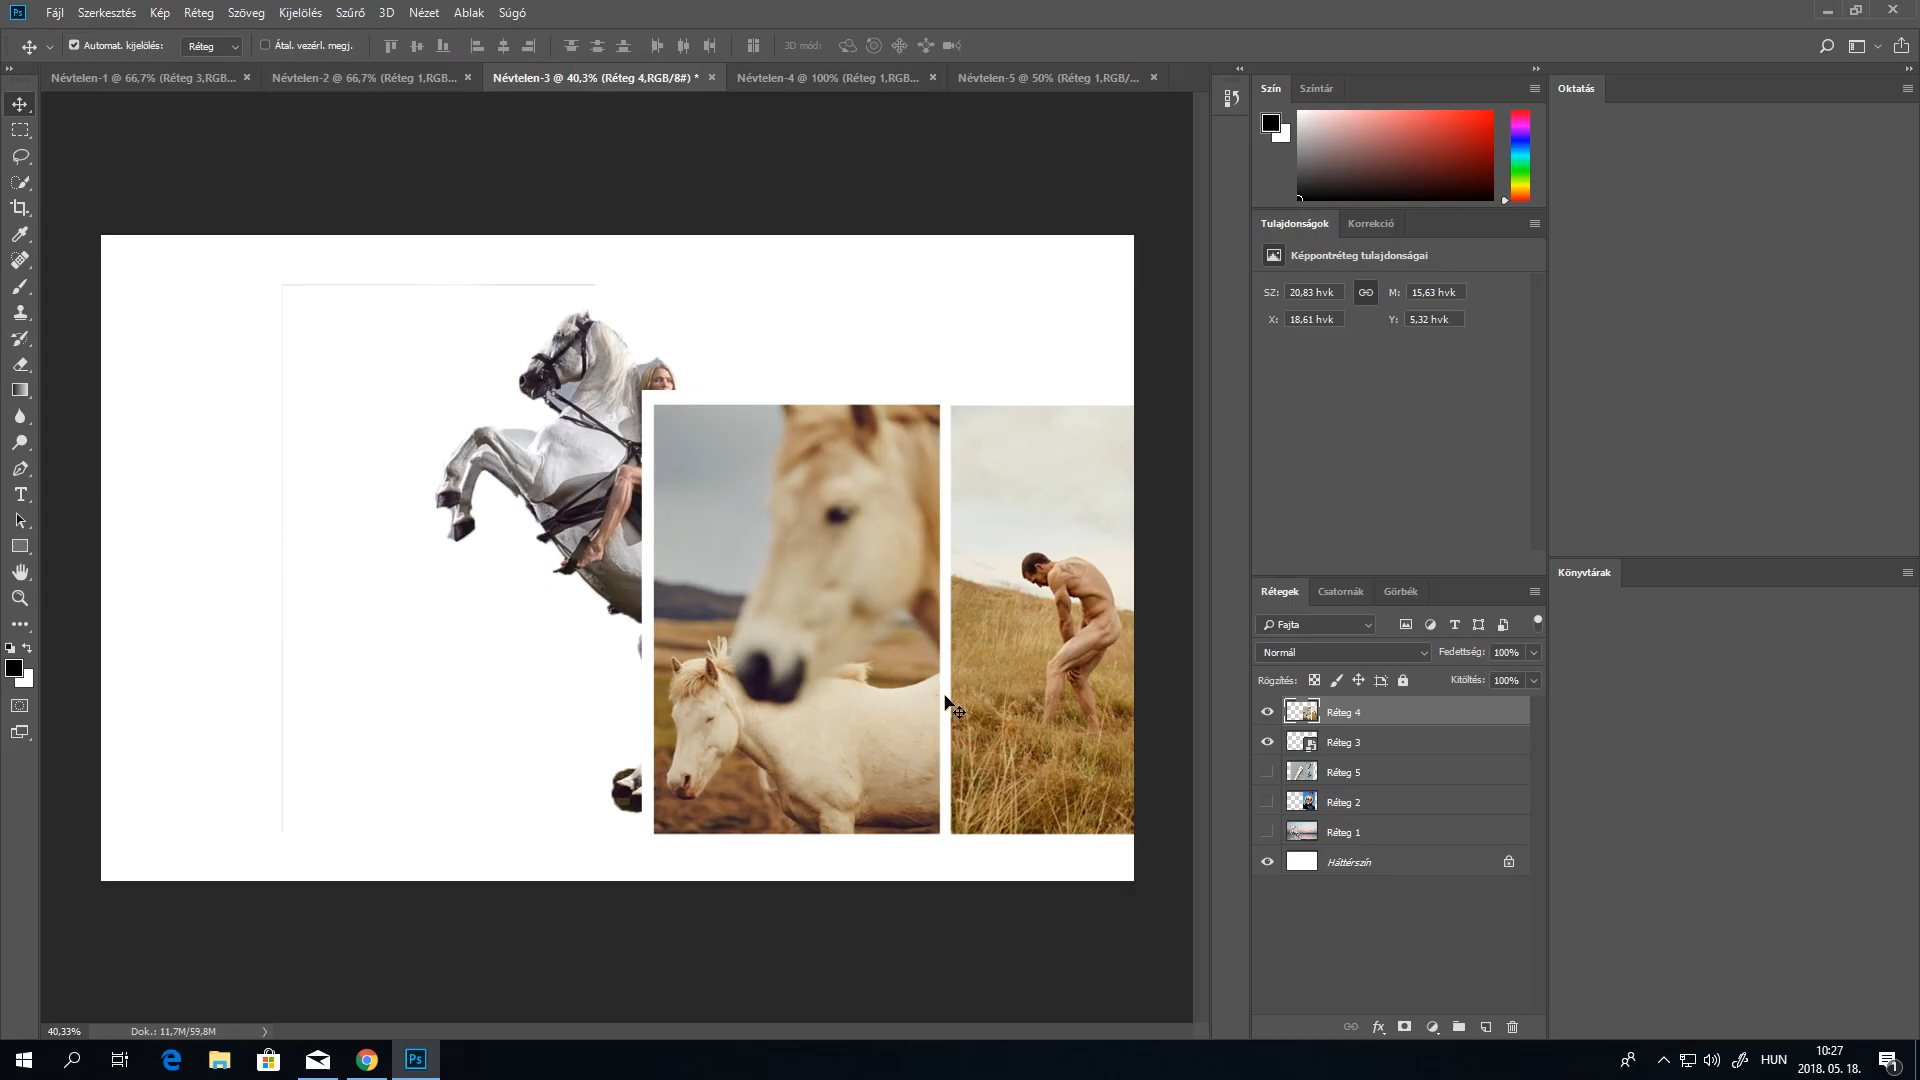 Ps Fájl Szerkesztés Kép Réteg Szöveg Kijelölés Szűrő 3D Nézet Ablak Súgó
Automat. kijelölés: Réteg Átal. vezérl. megj. 3D mód:
Névtelen-1 @ 66,7% (Réteg 3,RGB... × Névtelen-2 @ 66,7% (Réteg 1,RGB... × Névtelen-3 @ 40,3% (Réteg 4,RGB/8#) * × Névtelen-4 @ 100% (Réteg 1,RGB... × Névtelen-5 @ 50% (Réteg 1,RGB/... ×
Szín Színtár
Oktatás
Tulajdonságok Korrekció
Képpontréteg tulajdonságai
SZ: 20,83 hvk M: 15,63 hvk
X: 18,61 hvk Y: 5,32 hvk
Könyvtárak
Rétegek Csatornák Görbék
Fajta
Normál Fedettség: 100%
Rögzítés: Kitöltés: 100%
Réteg 4
Réteg 3
Réteg 5
Réteg 2
Réteg 1
Háttérszín
fx
40,33% Dok.: 11,7M/59,8M
Ps
HUN
10:27
2018. 05. 18.
1